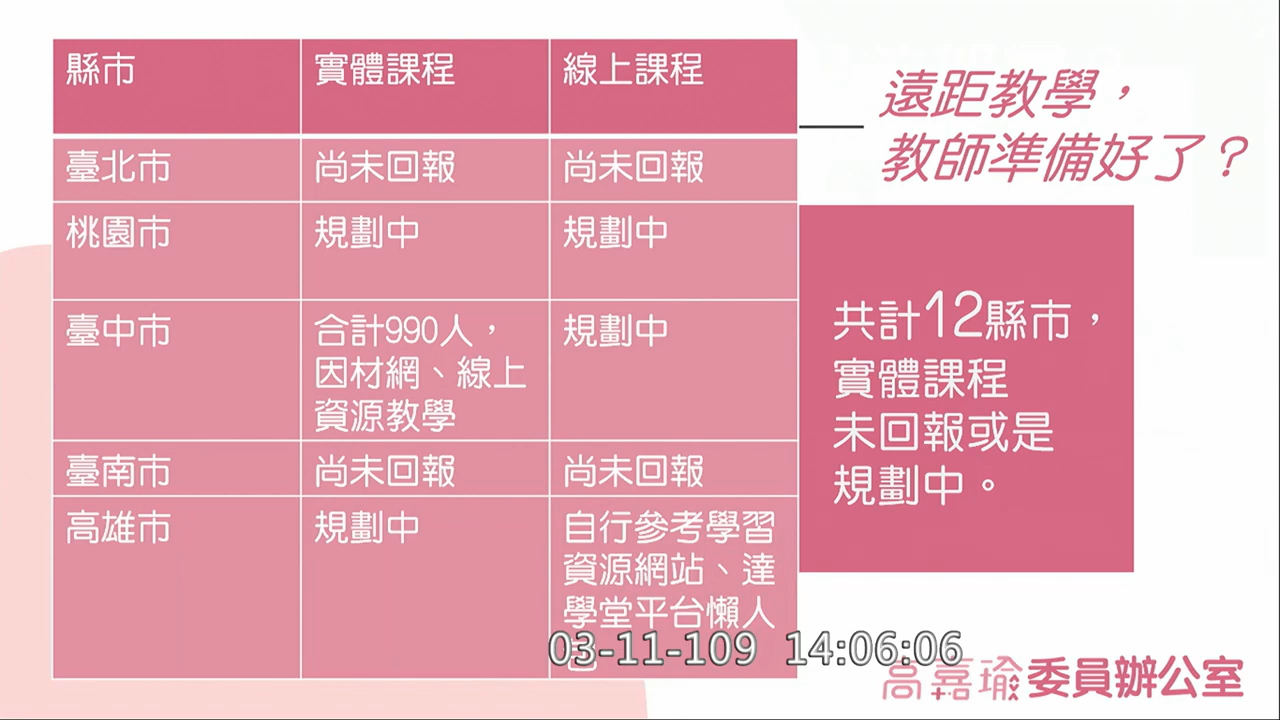 縣市 實體課程 線上課程
臺北市 尚未回報 尚未回報
桃園市 規劃中 規劃中
臺中市 合計990人，因材網、線上資源教學 規劃中
臺南市 尚未回報 尚未回報
高雄市 規劃中 自行參考學習資源網站、達學堂平台懶人
遠距教學，
教師準備好了？
共計12縣市，
實體課程
未回報或是
規劃中。
03-11-109 14:06:06
高嘉瑜委員辦公室